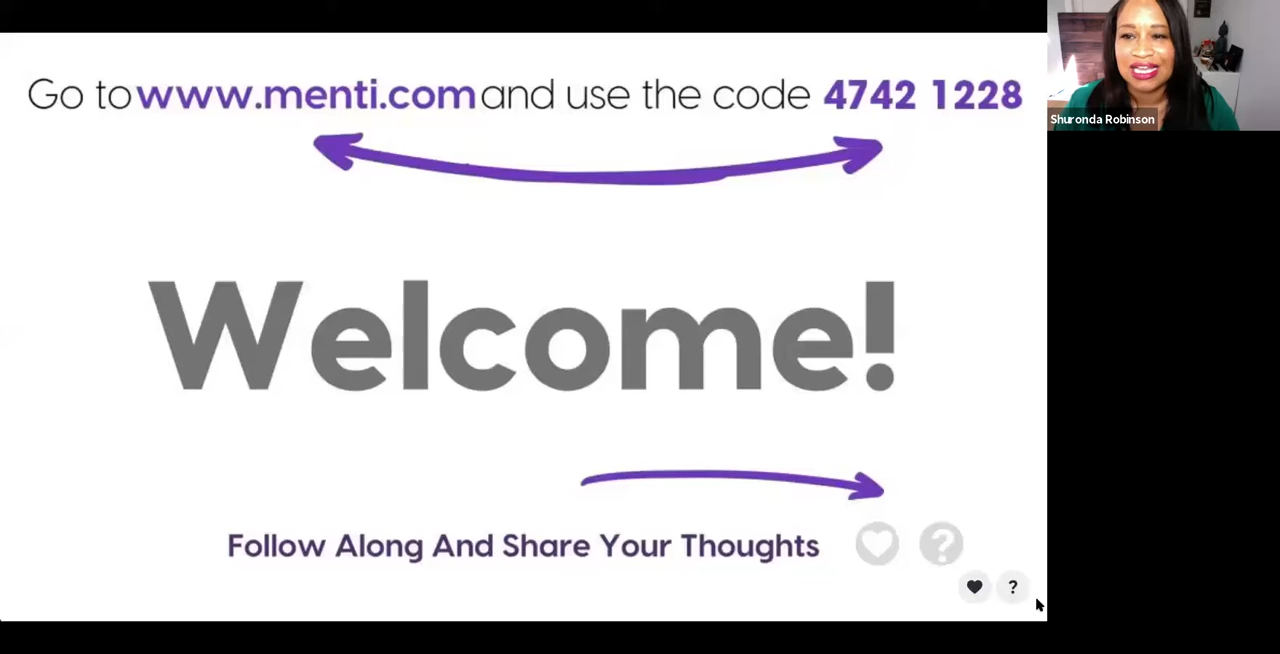 Go to www.menti.com and use the code 4742 1228
Shuronda Robinson
Welcome!
Follow Along And Share Your Thoughts